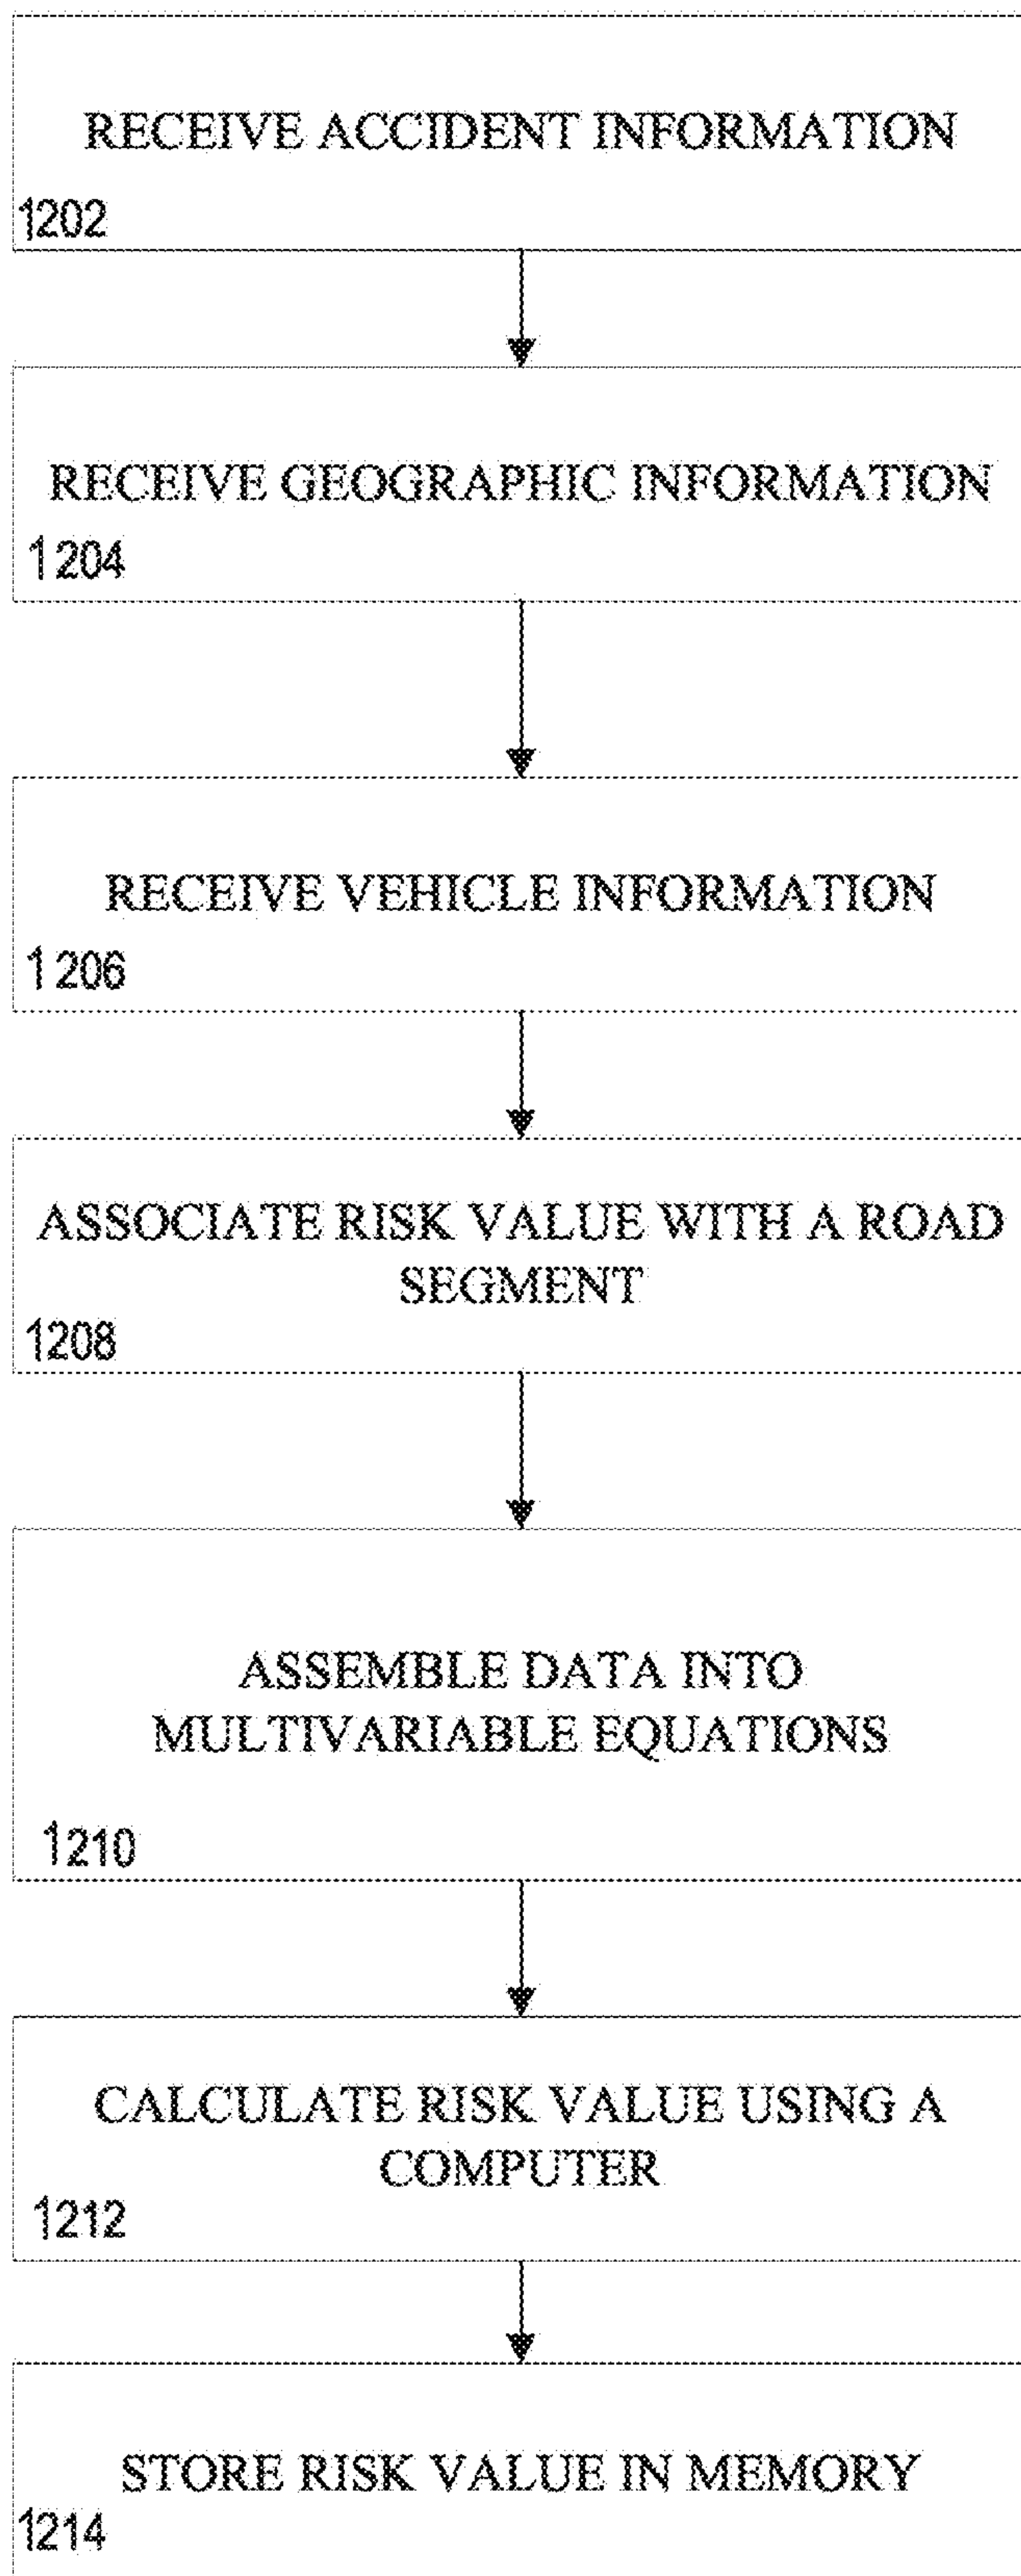 RECEIVE ACCIDENT INFORMATION
1202
RECEIVE GEOGRAPHIC INFORMATION
1204
RECEIVE VEHICLE INFORMATION
1206
ASSOCIATE RISK VALUE WITH A ROAD
SEGMENT
1208
ASSEMBLE DATA INTO
MULTIVARIABLE EQUATIONS
1210
CALCULATE RISK VALUE USING A
COMPUTER
1212
STORE RISK VALUE IN MEMORY
1214